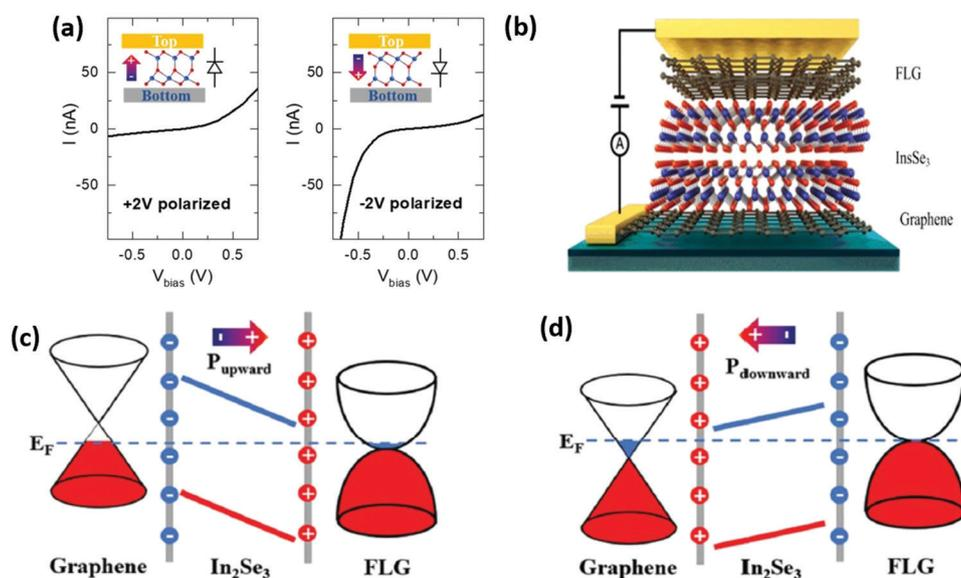 (a)
Top
Bottom
50
0
-50
I (nA)
+2V polarized
-0.5 0.0 0.5
V_bias (V)
Top
Bottom
50
0
-50
I (nA)
-2V polarized
-0.5 0.0 0.5
V_bias (V)
(b)
FLG
A
InsSe₃
Graphene
(c)
P_upward
E_F
Graphene In₂Se₃ FLG
(d)
P_downward
E_F
Graphene In₂Se₃ FLG